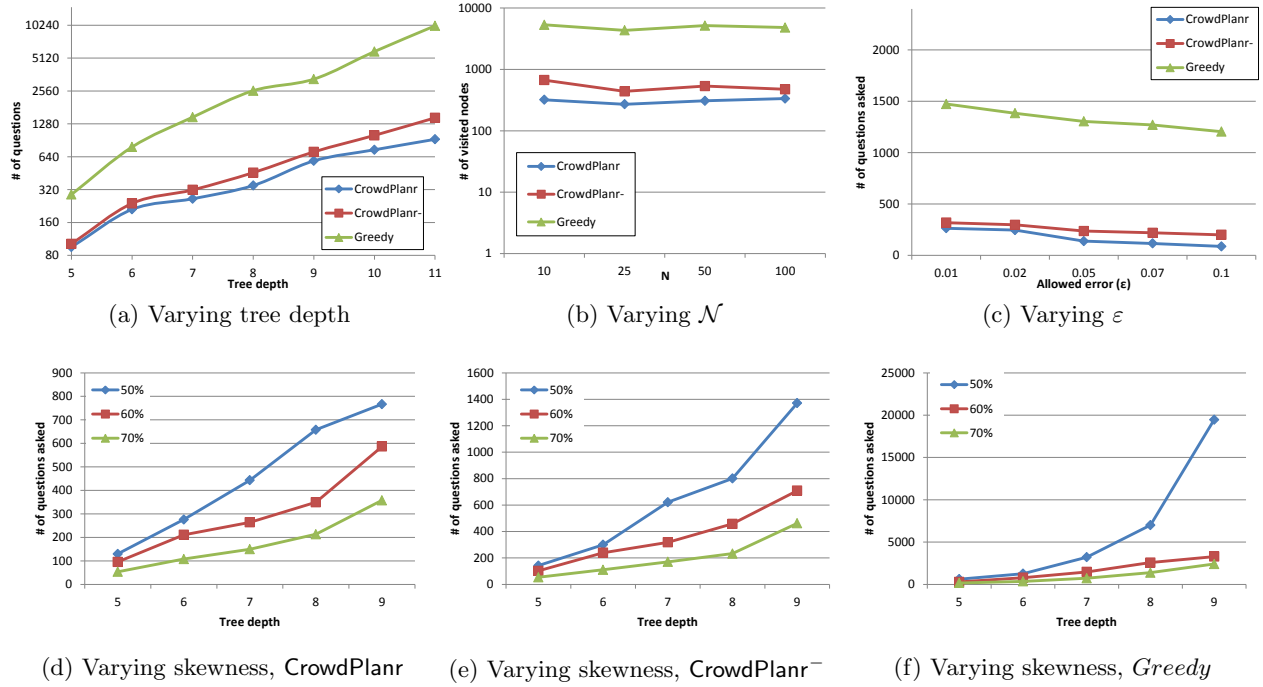 10240
5120
2560
1280
640
320
160
80
# of questions
5 6 7 8 9 10 11
Tree depth
CrowdPlanr
CrowdPlanr-
Greedy
(a) Varying tree depth
10000
1000
100
10
1
# of visited nodes
10 25 50 100
N
CrowdPlanr
CrowdPlanr-
Greedy
(b) Varying 𝒩
2000
1500
1000
500
0
# of questions asked
0.01 0.02 0.05 0.07 0.1
Allowed error (ε)
CrowdPlanr
CrowdPlanr-
Greedy
(c) Varying ε
900
800
700
600
500
400
300
200
100
0
# of questions asked
50%
60%
70%
5 6 7 8 9
Tree depth
(d) Varying skewness, CrowdPlanr
1600
1400
1200
1000
800
600
400
200
0
# of questions asked
50%
60%
70%
5 6 7 8 9
Tree depth
(e) Varying skewness, CrowdPlanr⁻
25000
20000
15000
10000
5000
0
# of questions asked
50%
60%
70%
5 6 7 8 9
Tree depth
(f) Varying skewness, Greedy